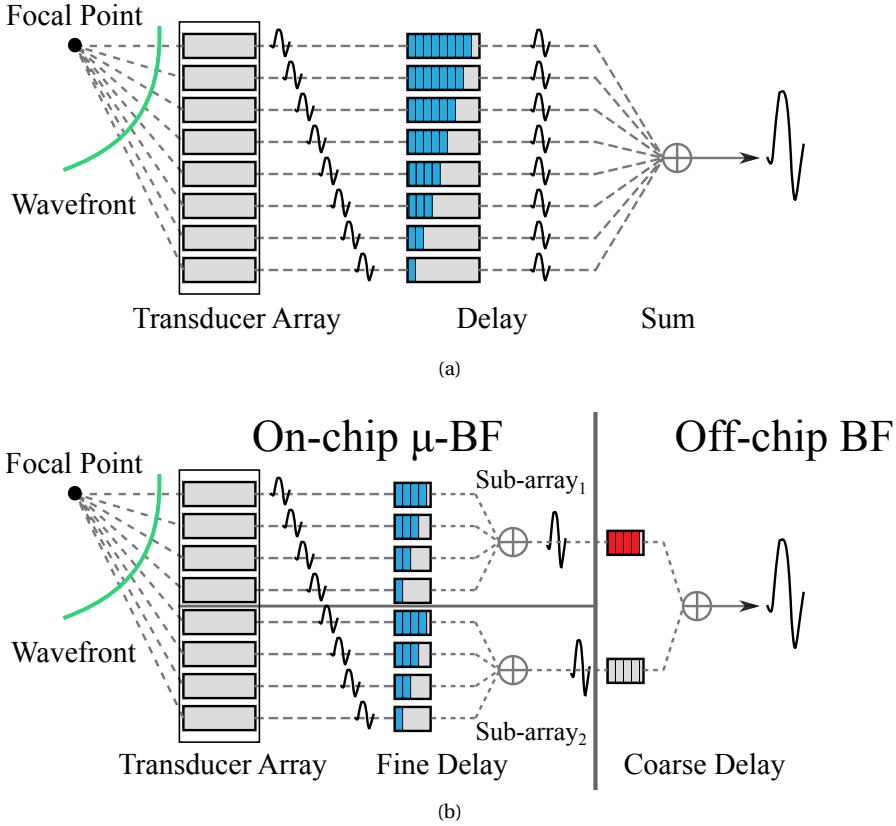 Focal Point
Wavefront
Transducer Array
Delay
Sum
(a)
On-chip μ-BF
Off-chip BF
Focal Point
Sub-array₁
Wavefront
Sub-array₂
Transducer Array
Fine Delay
Coarse Delay
(b)